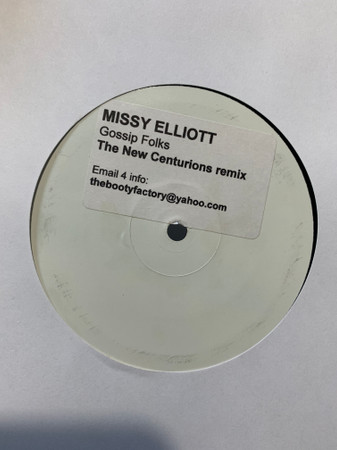 MISSY ELLIOTT
Gossip Folks
The New Centurions remix
Email 4 info:
thebootyfactory@yahoo.com